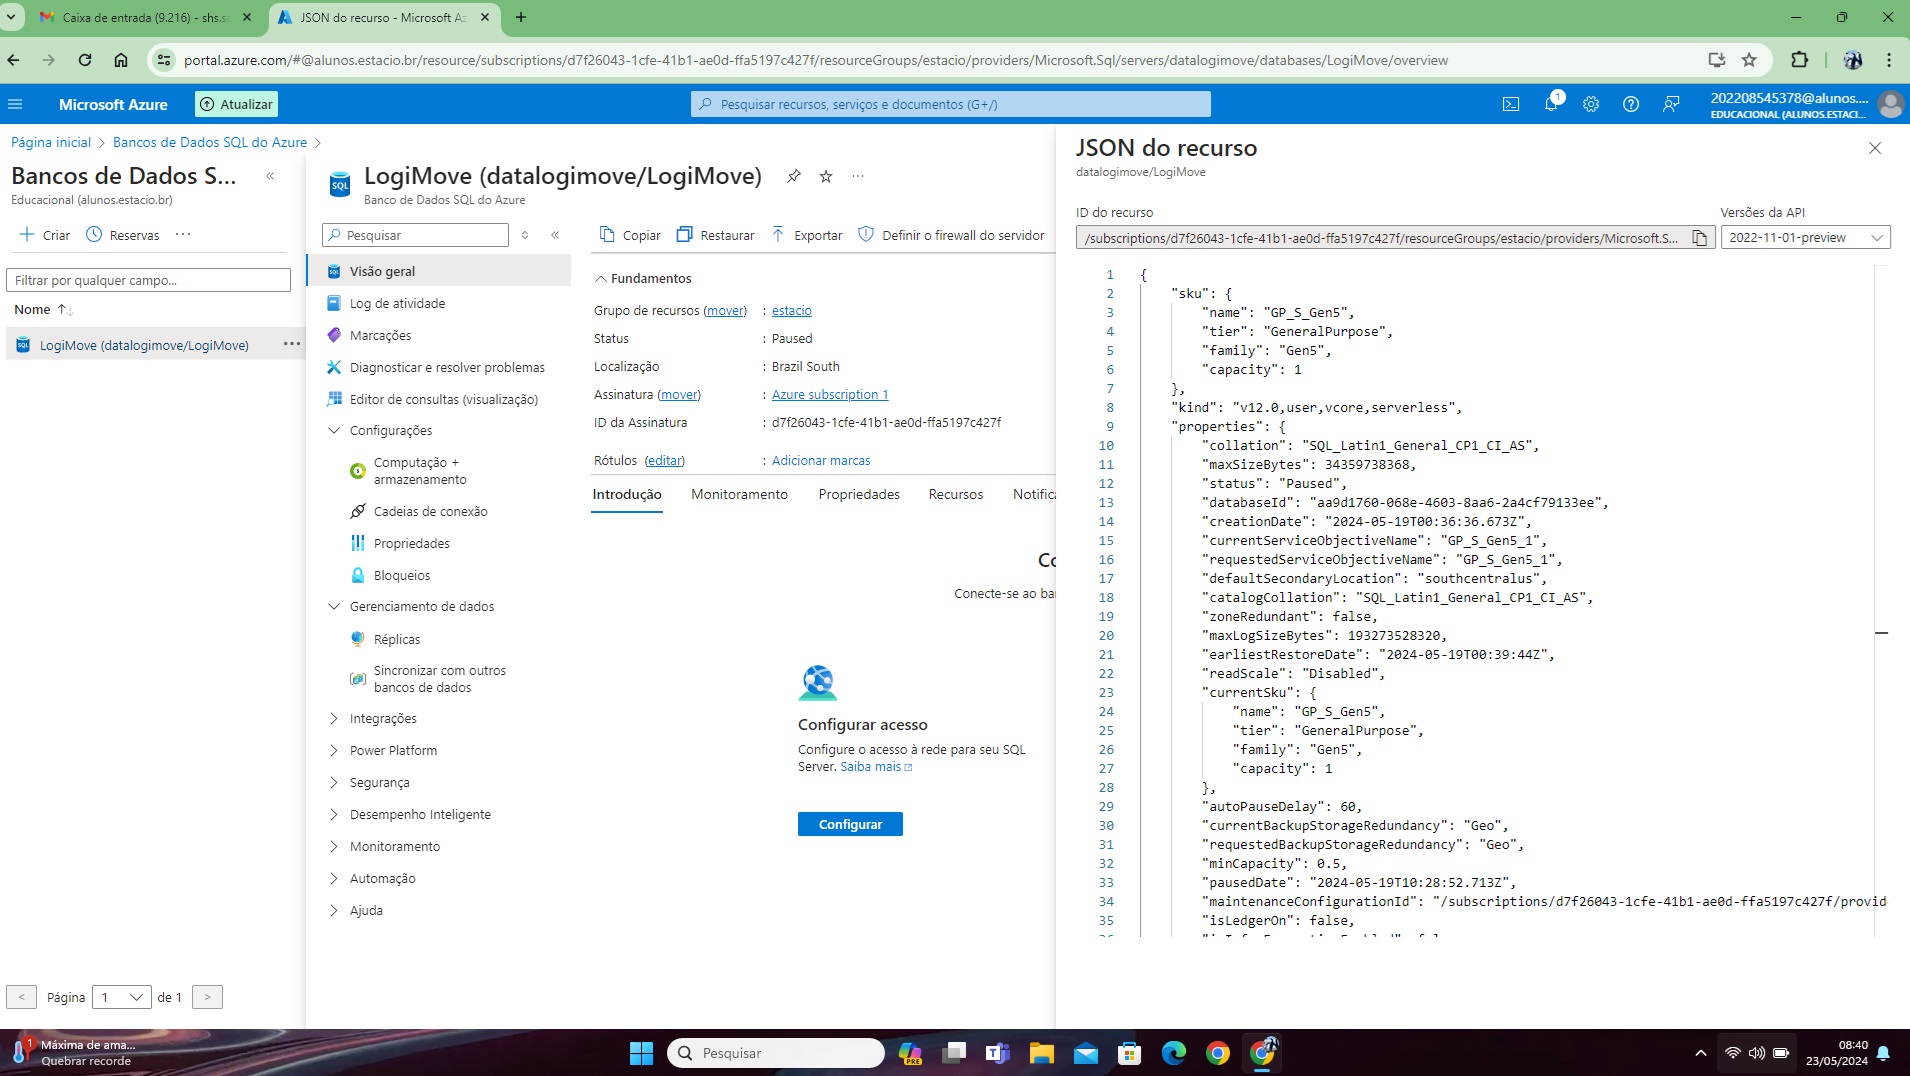 Caixa de entrada (9.216) - shs.sa
JSON do recurso - Microsoft Az
portal.azure.com/#@alunos.estacio.br/resource/subscriptions/d7f26043-1cfe-41b1-ae0d-ffa5197c427f/resourceGroups/estacio/providers/Microsoft.Sql/servers/datalogimove/databases/LogiMove/overview
Microsoft Azure
Atualizar
Pesquisar recursos, serviços e documentos (G+/)
1
202208545378@alunos....
EDUCACIONAL (ALUNOS.ESTACI...
Página inicial > Bancos de Dados SQL do Azure >
Bancos de Dados S...
Educacional (alunos.estacio.br)
Criar
Reservas
Filtrar por qualquer campo...
Nome
LogiMove (datalogimove/LogiMove)
Página 1 de 1
LogiMove (datalogimove/LogiMove)
Banco de Dados SQL do Azure
Pesquisar
Visão geral
Log de atividade
Marcações
Diagnosticar e resolver problemas
Editor de consultas (visualização)
Configurações
Computação +
armazenamento
Cadeias de conexão
Propriedades
Bloqueios
Gerenciamento de dados
Réplicas
Sincronizar com outros
bancos de dados
Integrações
Power Platform
Segurança
Desempenho Inteligente
Monitoramento
Automação
Ajuda
Copiar
Restaurar
Exportar
Definir o firewall do servidor
Fundamentos
Grupo de recursos (mover) : estacio
Status : Paused
Localização : Brazil South
Assinatura (mover) : Azure subscription 1
ID da Assinatura : d7f26043-1cfe-41b1-ae0d-ffa5197c427f
Rótulos (editar) : Adicionar marcas
Introdução Monitoramento Propriedades Recursos Notifica
Co
Conecte-se ao ba
Configurar acesso
Configure o acesso à rede para seu SQL
Server. Saiba mais
Configurar
JSON do recurso
datalogimove/LogiMove
ID do recurso
/subscriptions/d7f26043-1cfe-41b1-ae0d-ffa5197c427f/resourceGroups/estacio/providers/Microsoft.S...
Versões da API
2022-11-01-preview
1 {
2 "sku": {
3 "name": "GP_S_Gen5",
4 "tier": "GeneralPurpose",
5 "family": "Gen5",
6 "capacity": 1
7 },
8 "kind": "v12.0,user,vcore,serverless",
9 "properties": {
10 "collation": "SQL_Latin1_General_CP1_CI_AS",
11 "maxSizeBytes": 34359738368,
12 "status": "Paused",
13 "databaseId": "aa9d1760-068e-4603-8aa6-2a4cf79133ee",
14 "creationDate": "2024-05-19T00:36:36.673Z",
15 "currentServiceObjectiveName": "GP_S_Gen5_1",
16 "requestedServiceObjectiveName": "GP_S_Gen5_1",
17 "defaultSecondaryLocation": "southcentralus",
18 "catalogCollation": "SQL_Latin1_General_CP1_CI_AS",
19 "zoneRedundant": false,
20 "maxLogSizeBytes": 193273528320,
21 "earliestRestoreDate": "2024-05-19T00:39:44Z",
22 "readScale": "Disabled",
23 "currentSku": {
24 "name": "GP_S_Gen5",
25 "tier": "GeneralPurpose",
26 "family": "Gen5",
27 "capacity": 1
28 },
29 "autoPauseDelay": 60,
30 "currentBackupStorageRedundancy": "Geo",
31 "requestedBackupStorageRedundancy": "Geo",
32 "minCapacity": 0.5,
33 "pausedDate": "2024-05-19T10:28:52.713Z",
34 "maintenanceConfigurationId": "/subscriptions/d7f26043-1cfe-41b1-ae0d-ffa5197c427f/provid
35 "isLedgerOn": false,
1
Máxima de ama...
Quebrar recorde
Pesquisar
PRE
08:40
23/05/2024